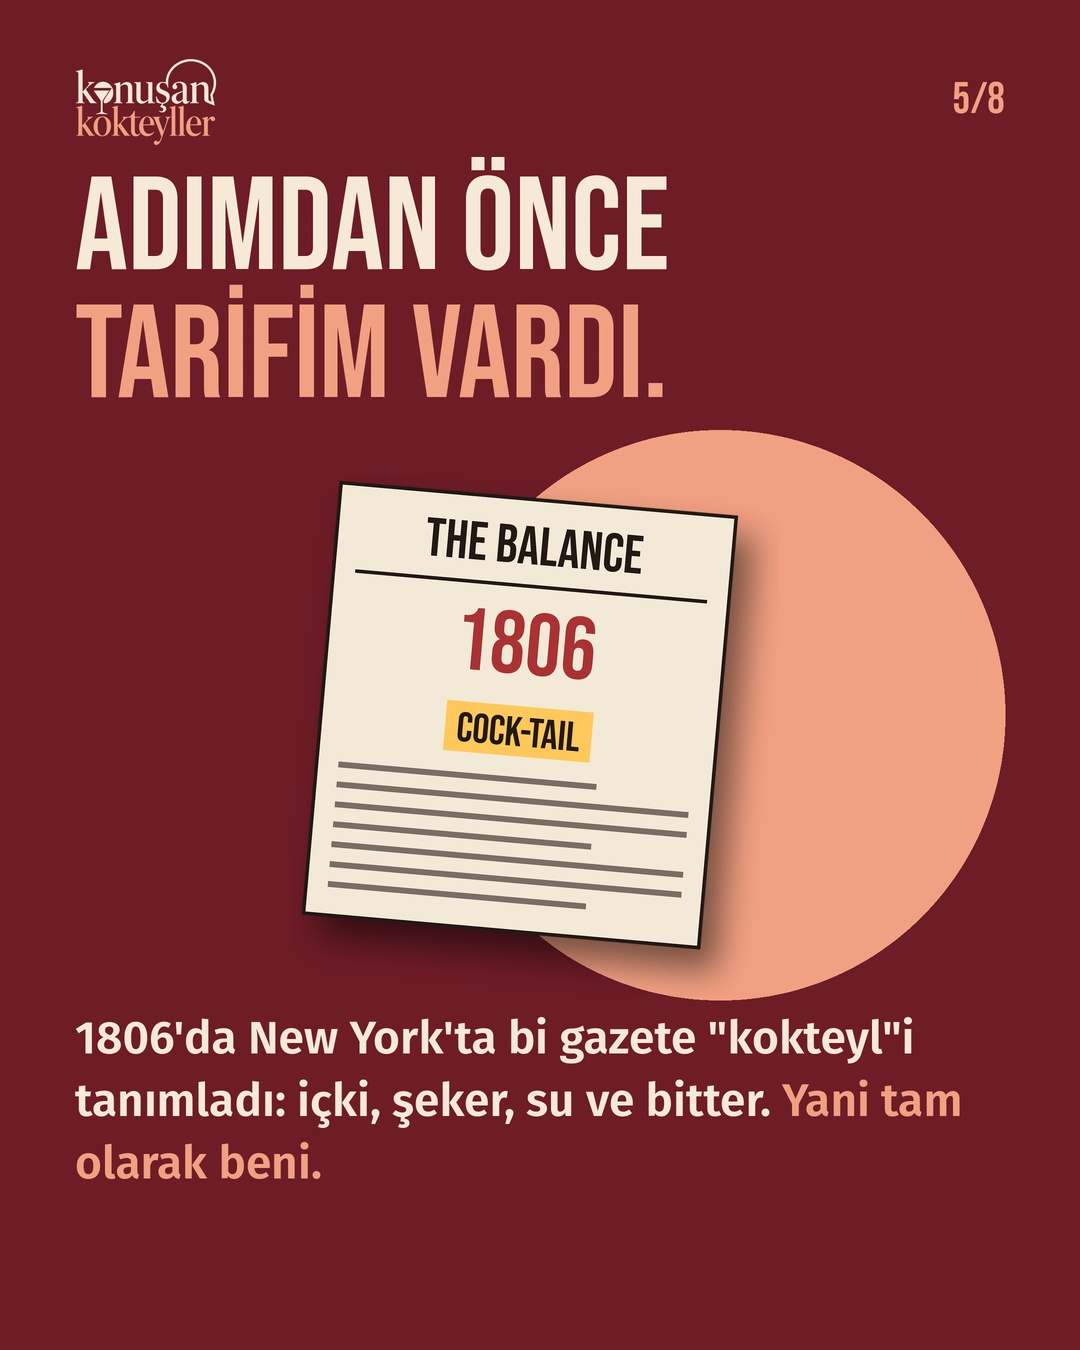 konuşan
kokteyller
5/8
ADIMDAN ÖNCE
TARİFİM VARDI.
THE BALANCE
1806
COCK-TAIL
1806'da New York'ta bi gazete "kokteyl"i
tanımladı: içki, şeker, su ve bitter. Yani tam
olarak beni.